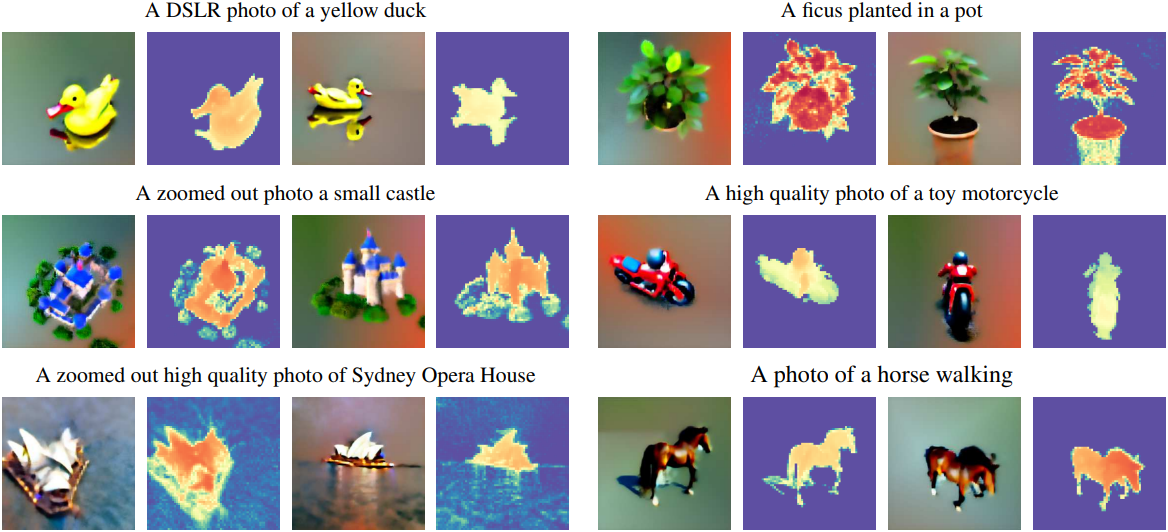 A DSLR photo of a yellow duck
A ficus planted in a pot
A zoomed out photo a small castle
A high quality photo of a toy motorcycle
A zoomed out high quality photo of Sydney Opera House
A photo of a horse walking